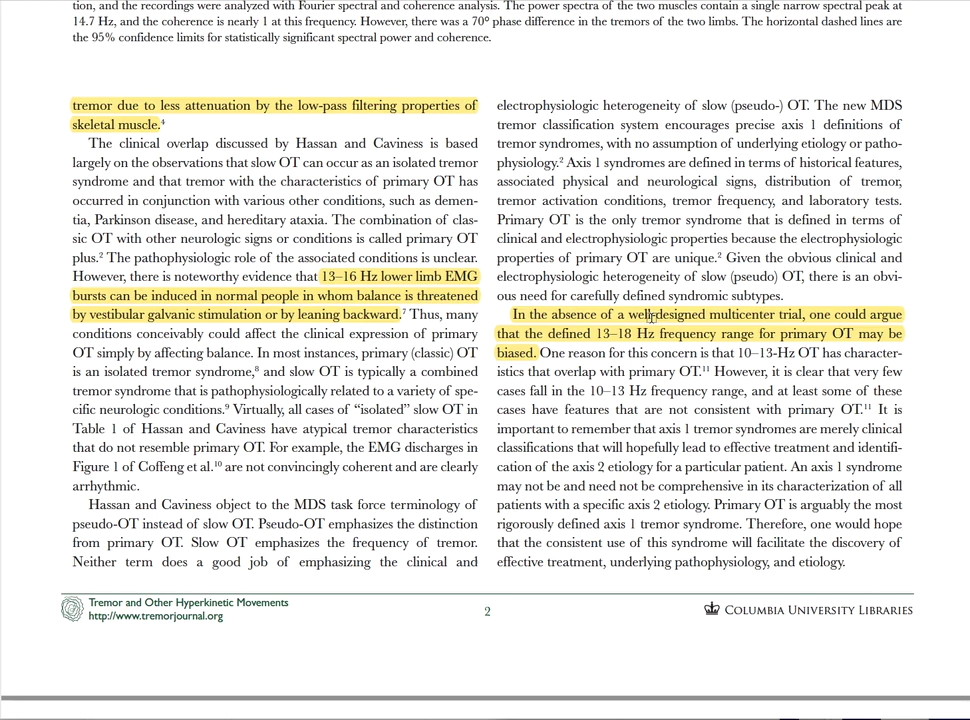 tion, and the recordings were analyzed with Fourier spectral and coherence analysis. The power spectra of the two muscles contain a single narrow spectral peak at
14.7 Hz, and the coherence is nearly 1 at this frequency. However, there was a 70° phase difference in the tremors of the two limbs. The horizontal dashed lines are
the 95% confidence limits for statistically significant spectral power and coherence.
tremor due to less attenuation by the low-pass filtering properties of
skeletal muscle.⁴
The clinical overlap discussed by Hassan and Caviness is based
largely on the observations that slow OT can occur as an isolated tremor
syndrome and that tremor with the characteristics of primary OT has
occurred in conjunction with various other conditions, such as demen-
tia, Parkinson disease, and hereditary ataxia. The combination of clas-
sic OT with other neurologic signs or conditions is called primary OT
plus.² The pathophysiologic role of the associated conditions is unclear.
However, there is noteworthy evidence that 13–16 Hz lower limb EMG
bursts can be induced in normal people in whom balance is threatened
by vestibular galvanic stimulation or by leaning backward.⁷ Thus, many
conditions conceivably could affect the clinical expression of primary
OT simply by affecting balance. In most instances, primary (classic) OT
is an isolated tremor syndrome,⁸ and slow OT is typically a combined
tremor syndrome that is pathophysiologically related to a variety of spe-
cific neurologic conditions.⁹ Virtually, all cases of “isolated” slow OT in
Table 1 of Hassan and Caviness have atypical tremor characteristics
that do not resemble primary OT. For example, the EMG discharges in
Figure 1 of Coffeng et al.¹⁰ are not convincingly coherent and are clearly
arrhythmic.
Hassan and Caviness object to the MDS task force terminology of
pseudo-OT instead of slow OT. Pseudo-OT emphasizes the distinction
from primary OT. Slow OT emphasizes the frequency of tremor.
Neither term does a good job of emphasizing the clinical and
electrophysiologic heterogeneity of slow (pseudo-) OT. The new MDS
tremor classification system encourages precise axis 1 definitions of
tremor syndromes, with no assumption of underlying etiology or patho-
physiology.² Axis 1 syndromes are defined in terms of historical features,
associated physical and neurological signs, distribution of tremor,
tremor activation conditions, tremor frequency, and laboratory tests.
Primary OT is the only tremor syndrome that is defined in terms of
clinical and electrophysiologic properties because the electrophysiologic
properties of primary OT are unique.² Given the obvious clinical and
electrophysiologic heterogeneity of slow (pseudo) OT, there is an obvi-
ous need for carefully defined syndromic subtypes.
In the absence of a well-designed multicenter trial, one could argue
that the defined 13–18 Hz frequency range for primary OT may be
biased. One reason for this concern is that 10–13-Hz OT has character-
istics that overlap with primary OT.¹¹ However, it is clear that very few
cases fall in the 10–13 Hz frequency range, and at least some of these
cases have features that are not consistent with primary OT.¹¹ It is
important to remember that axis 1 tremor syndromes are merely clinical
classifications that will hopefully lead to effective treatment and identifi-
cation of the axis 2 etiology for a particular patient. An axis 1 syndrome
may not be and need not be comprehensive in its characterization of all
patients with a specific axis 2 etiology. Primary OT is arguably the most
rigorously defined axis 1 tremor syndrome. Therefore, one would hope
that the consistent use of this syndrome will facilitate the discovery of
effective treatment, underlying pathophysiology, and etiology.
Tremor and Other Hyperkinetic Movements
http://www.tremorjournal.org
2
COLUMBIA UNIVERSITY LIBRARIES